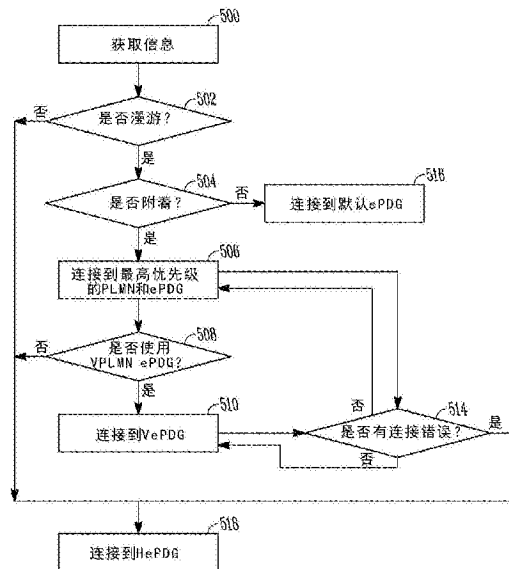 500
获取信息
502
否
是否漫游？
是
504
516
是否附着？
否
连接到默认ePDG
是
506
连接到最高优先级
的PLMN和ePDG
508
否
是否使用
VPLMN ePDG？
是
510
否
514
连接到VePDG
是否有连接错误？
是
否
518
连接到HePDG